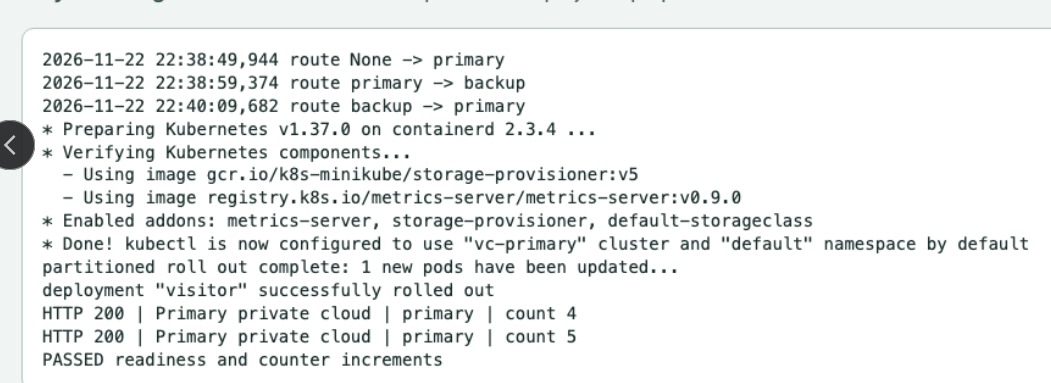 2026-11-22 22:38:49,944 route None -> primary
2026-11-22 22:38:59,374 route primary -> backup
2026-11-22 22:40:09,682 route backup -> primary
* Preparing Kubernetes v1.37.0 on containerd 2.3.4 ...
* Verifying Kubernetes components...
  - Using image gcr.io/k8s-minikube/storage-provisioner:v5
  - Using image registry.k8s.io/metrics-server/metrics-server:v0.9.0
* Enabled addons: metrics-server, storage-provisioner, default-storageclass
* Done! kubectl is now configured to use "vc-primary" cluster and "default" namespace by default
partitioned roll out complete: 1 new pods have been updated...
deployment "visitor" successfully rolled out
HTTP 200 | Primary private cloud | primary | count 4
HTTP 200 | Primary private cloud | primary | count 5
PASSED readiness and counter increments